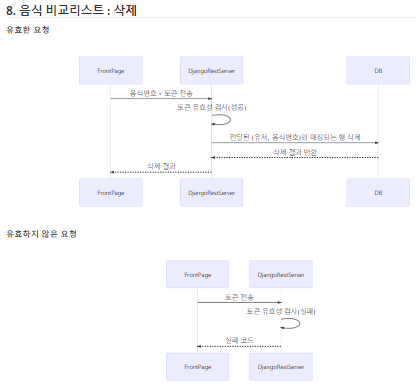 8. 음식 비교리스트 : 삭제
유효한 요청
FrontPage DjangoRestServer DB
음식번호 + 토큰 전송
토큰 유효성 검사(성공)
전달된 (유저, 음식번호)와 매칭되는 행 삭제
삭제 결과 반환
삭제 결과
FrontPage DjangoRestServer DB
유효하지 않은 요청
FrontPage DjangoRestServer
토큰 전송
토큰 유효성 검사(실패)
실패 코드
FrontPage DjangoRestServer